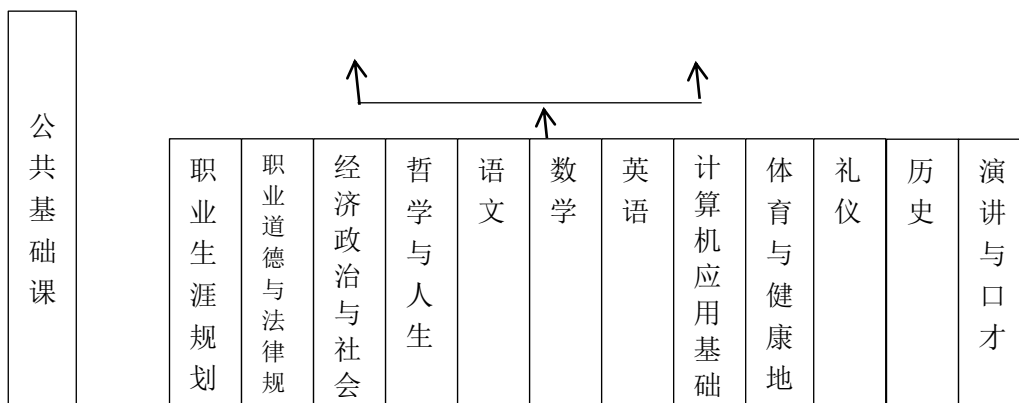 公共基础课
职业生涯规划
职业道德与法律规
经济政治与社会
哲学与人生
语文
数学
英语
计算机应用基础
体育与健康地
礼仪
历史
演讲与口才